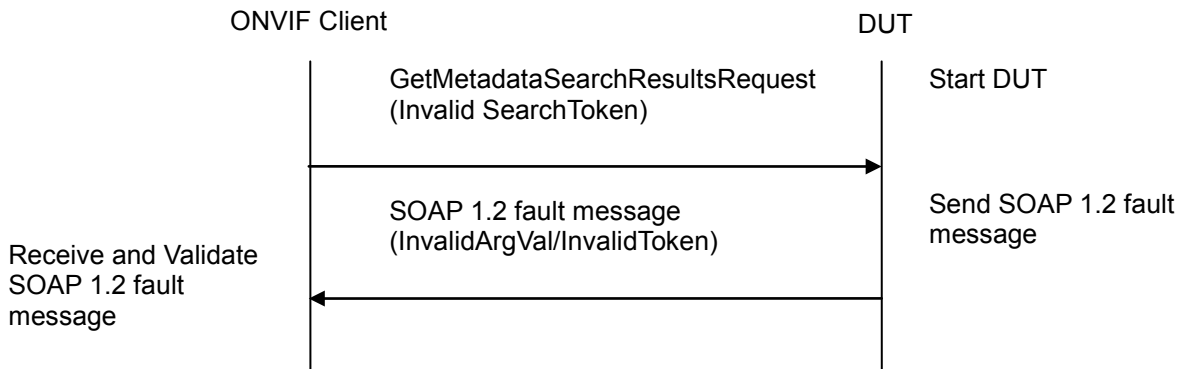 ONVIF Client
DUT
GetMetadataSearchResultsRequest
(Invalid SearchToken)
Start DUT
SOAP 1.2 fault message
(InvalidArgVal/InvalidToken)
Send SOAP 1.2 fault
message
Receive and Validate
SOAP 1.2 fault
message